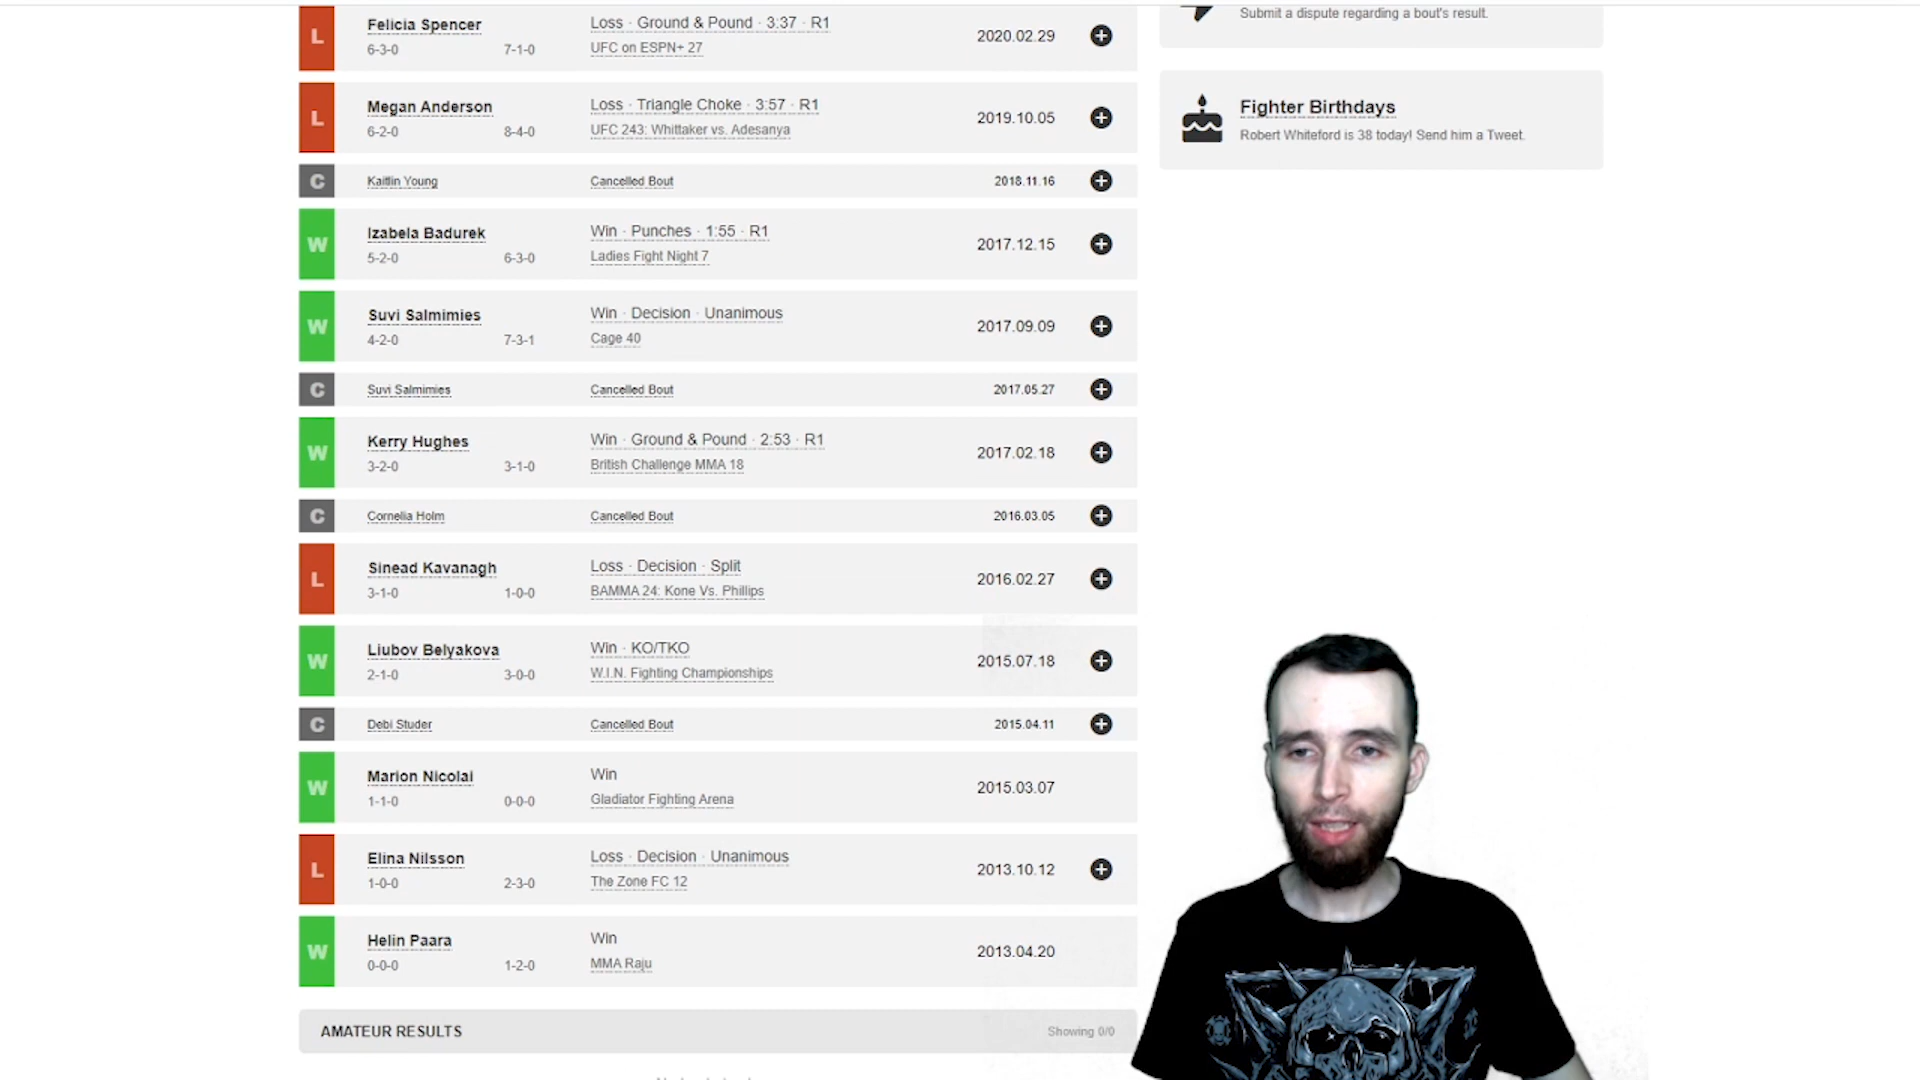 L
Felicia Spencer
Loss · Ground & Pound · 3:37 · R1
6-3-0 7-1-0
UFC on ESPN+ 27
2020.02.29
L
Megan Anderson
Loss · Triangle Choke · 3:57 · R1
6-2-0 8-4-0
UFC 243: Whittaker vs. Adesanya
2019.10.05
C
Kaitlin Young
Cancelled Bout
2018.11.16
W
Izabela Badurek
Win · Punches · 1:55 · R1
5-2-0 6-3-0
Ladies Fight Night 7
2017.12.15
W
Suvi Salmimies
Win · Decision · Unanimous
4-2-0 7-3-1
Cage 40
2017.09.09
C
Suvi Salmimies
Cancelled Bout
2017.05.27
W
Kerry Hughes
Win · Ground & Pound · 2:53 · R1
3-2-0 3-1-0
British Challenge MMA 18
2017.02.18
C
Cornelia Holm
Cancelled Bout
2016.03.05
L
Sinead Kavanagh
Loss · Decision · Split
3-1-0 1-0-0
BAMMA 24: Kone Vs. Phillips
2016.02.27
W
Liubov Belyakova
Win · KO/TKO
2-1-0 3-0-0
W.I.N. Fighting Championships
2015.07.18
C
Debi Studer
Cancelled Bout
2015.04.11
W
Marion Nicolai
Win
1-1-0 0-0-0
Gladiator Fighting Arena
2015.03.07
L
Elina Nilsson
Loss · Decision · Unanimous
1-0-0 2-3-0
The Zone FC 12
2013.10.12
W
Helin Paara
Win
0-0-0 1-2-0
MMA Raju
2013.04.20
AMATEUR RESULTS
Showing 0/0
Submit a dispute regarding a bout's result.
Fighter Birthdays
Robert Whiteford is 38 today! Send him a Tweet.